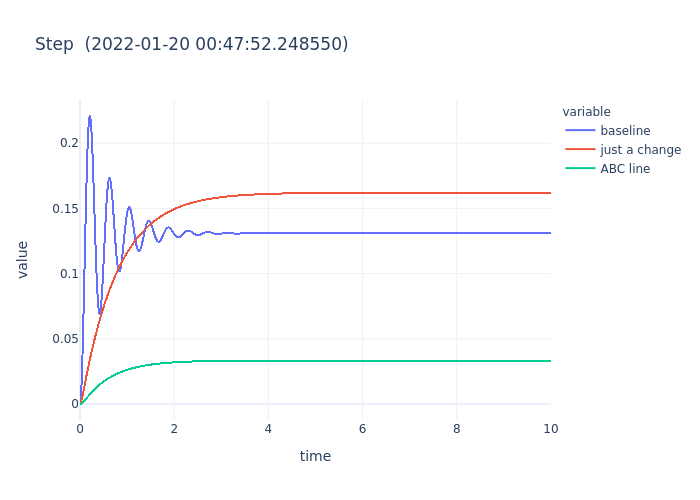 Step (2022-01-20 00:47:52.248550)
variable
baseline
just a change
ABC line
value
0.2
0.15
0.1
0.05
0
0 2 4 6 8 10
time